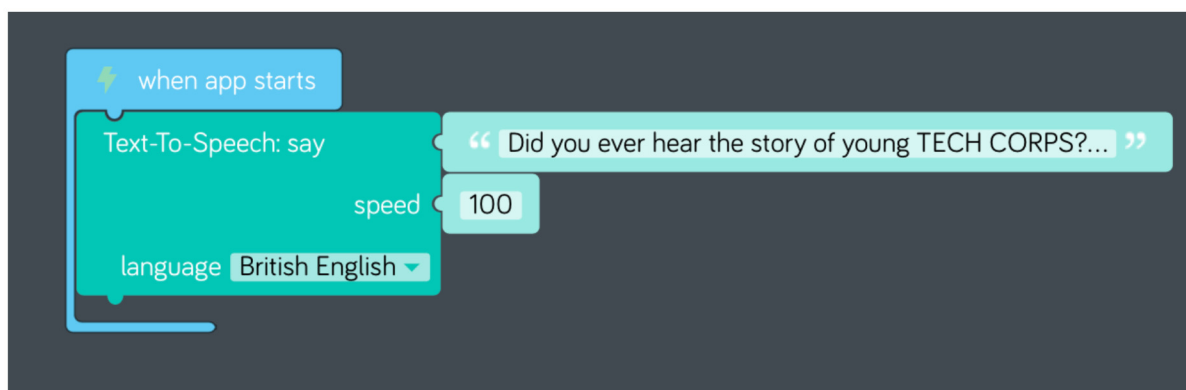 when app starts
Text-To-Speech: say “ Did you ever hear the story of young TECH CORPS?... ”
speed 100
language British English